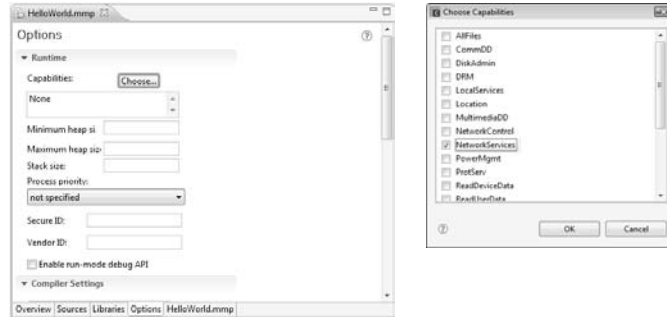 HelloWorld.mmp
Options
Runtime
Capabilities:
Choose...
None
Minimum heap si
Maximum heap size
Stack size:
Process priority:
not specified
Secure ID:
Vendor ID:
Enable run-mode debug API
Compiler Settings
Overview Sources Libraries Options HelloWorld.mmp
Choose Capabilities
AllFiles
CommDD
DiskAdmin
DRM
LocalServices
Location
MultimediaDD
NetworkControl
NetworkServices
PowerMgmt
ProtServ
ReadDeviceData
ReadUserData
OK Cancel